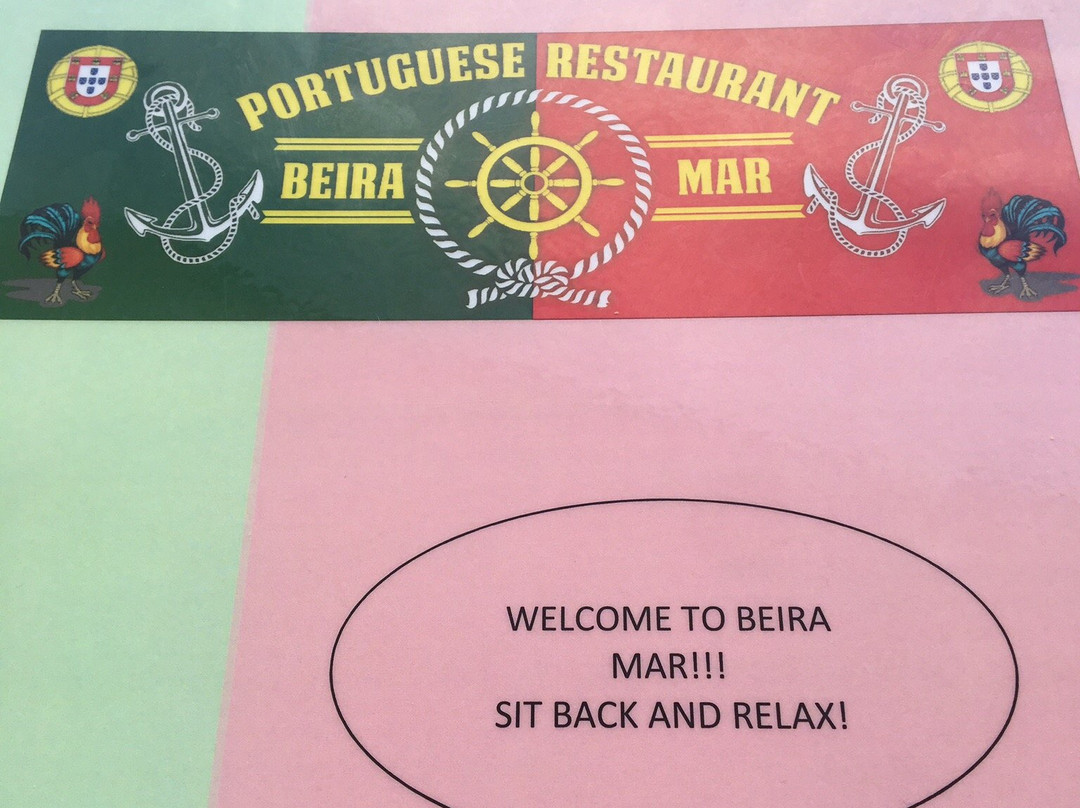 PORTUGUESE RESTAURANT
BEIRA MAR
WELCOME TO BEIRA
MAR!!!
SIT BACK AND RELAX!